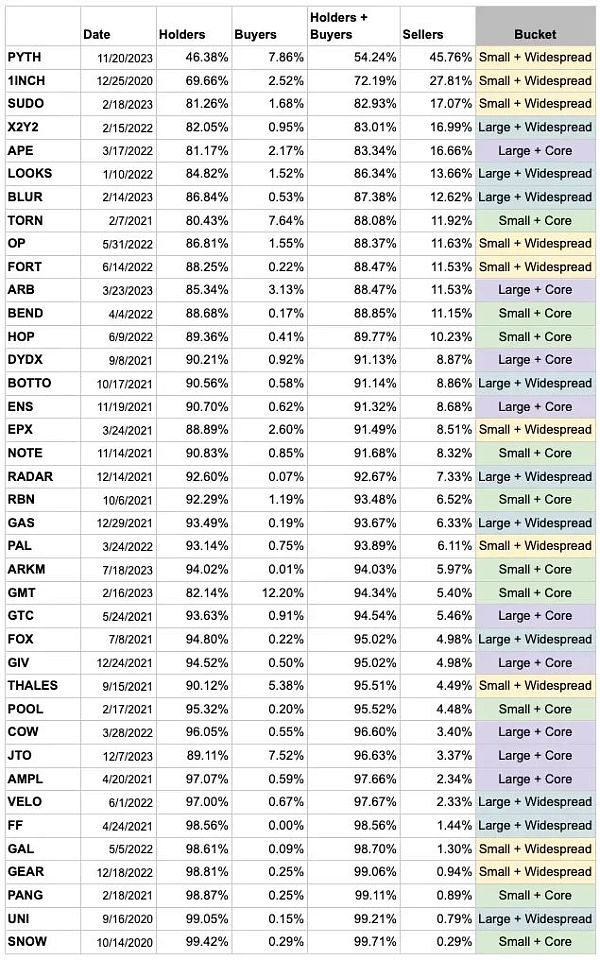 Date Holders Buyers Holders + Buyers Sellers Bucket
PYTH 11/20/2023 46.38% 7.86% 54.24% 45.76% Small + Widespread
1INCH 12/25/2020 69.66% 2.52% 72.19% 27.81% Small + Widespread
SUDO 2/18/2023 81.26% 1.68% 82.93% 17.07% Small + Widespread
X2Y2 2/15/2022 82.05% 0.95% 83.01% 16.99% Large + Widespread
APE 3/17/2022 81.17% 2.17% 83.34% 16.66% Large + Core
LOOKS 1/10/2022 84.82% 1.52% 86.34% 13.66% Large + Widespread
BLUR 2/14/2023 86.84% 0.53% 87.38% 12.62% Large + Widespread
TORN 2/7/2021 80.43% 7.64% 88.08% 11.92% Small + Core
OP 5/31/2022 86.81% 1.55% 88.37% 11.63% Small + Widespread
FORT 6/14/2022 88.25% 0.22% 88.47% 11.53% Small + Widespread
ARB 3/23/2023 85.34% 3.13% 88.47% 11.53% Large + Core
BEND 4/4/2022 88.68% 0.17% 88.85% 11.15% Small + Core
HOP 6/9/2022 89.36% 0.41% 89.77% 10.23% Small + Core
DYDX 9/8/2021 90.21% 0.92% 91.13% 8.87% Large + Core
BOTTO 10/17/2021 90.56% 0.58% 91.14% 8.86% Large + Widespread
ENS 11/19/2021 90.70% 0.62% 91.32% 8.68% Large + Core
EPX 3/24/2021 88.89% 2.60% 91.49% 8.51% Small + Widespread
NOTE 11/14/2021 90.83% 0.85% 91.68% 8.32% Small + Core
RADAR 12/14/2021 92.60% 0.07% 92.67% 7.33% Large + Widespread
RBN 10/6/2021 92.29% 1.19% 93.48% 6.52% Small + Core
GAS 12/29/2021 93.49% 0.19% 93.67% 6.33% Large + Widespread
PAL 3/24/2022 93.14% 0.75% 93.89% 6.11% Small + Widespread
ARKM 7/18/2023 94.02% 0.01% 94.03% 5.97% Small + Core
GMT 2/16/2023 82.14% 12.20% 94.34% 5.40% Small + Core
GTC 5/24/2021 93.63% 0.91% 94.54% 5.46% Large + Core
FOX 7/8/2021 94.80% 0.22% 95.02% 4.98% Large + Widespread
GIV 12/24/2021 94.52% 0.50% 95.02% 4.98% Large + Core
THALES 9/15/2021 90.12% 5.38% 95.51% 4.49% Small + Widespread
POOL 2/17/2021 95.32% 0.20% 95.52% 4.48% Small + Core
COW 3/28/2022 96.05% 0.55% 96.60% 3.40% Large + Core
JTO 12/7/2023 89.11% 7.52% 96.63% 3.37% Large + Core
AMPL 4/20/2021 97.07% 0.59% 97.66% 2.34% Large + Core
VELO 6/1/2022 97.00% 0.67% 97.67% 2.33% Large + Widespread
FF 4/24/2021 98.56% 0.00% 98.56% 1.44% Large + Widespread
GAL 5/5/2022 98.61% 0.09% 98.70% 1.30% Small + Widespread
GEAR 12/18/2022 98.81% 0.25% 99.06% 0.94% Small + Widespread
PANG 2/18/2021 98.87% 0.25% 99.11% 0.89% Small + Core
UNI 9/16/2020 99.05% 0.15% 99.21% 0.79% Large + Widespread
SNOW 10/14/2020 99.42% 0.29% 99.71% 0.29% Small + Core